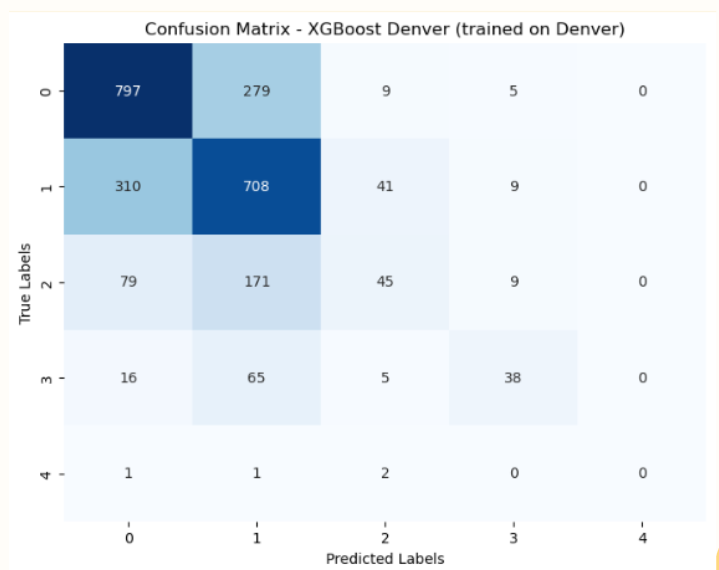 Confusion Matrix - XGBoost Denver (trained on Denver)
0 797 279 9 5 0
1 310 708 41 9 0
2 79 171 45 9 0
3 16 65 5 38 0
4 1 1 2 0 0
True Labels
0 1 2 3 4
Predicted Labels